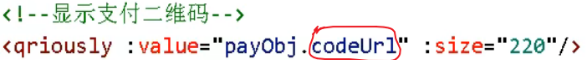 <!--显示支付二维码-->
<qriously :value="payObj.codeUrl" :size="220"/>